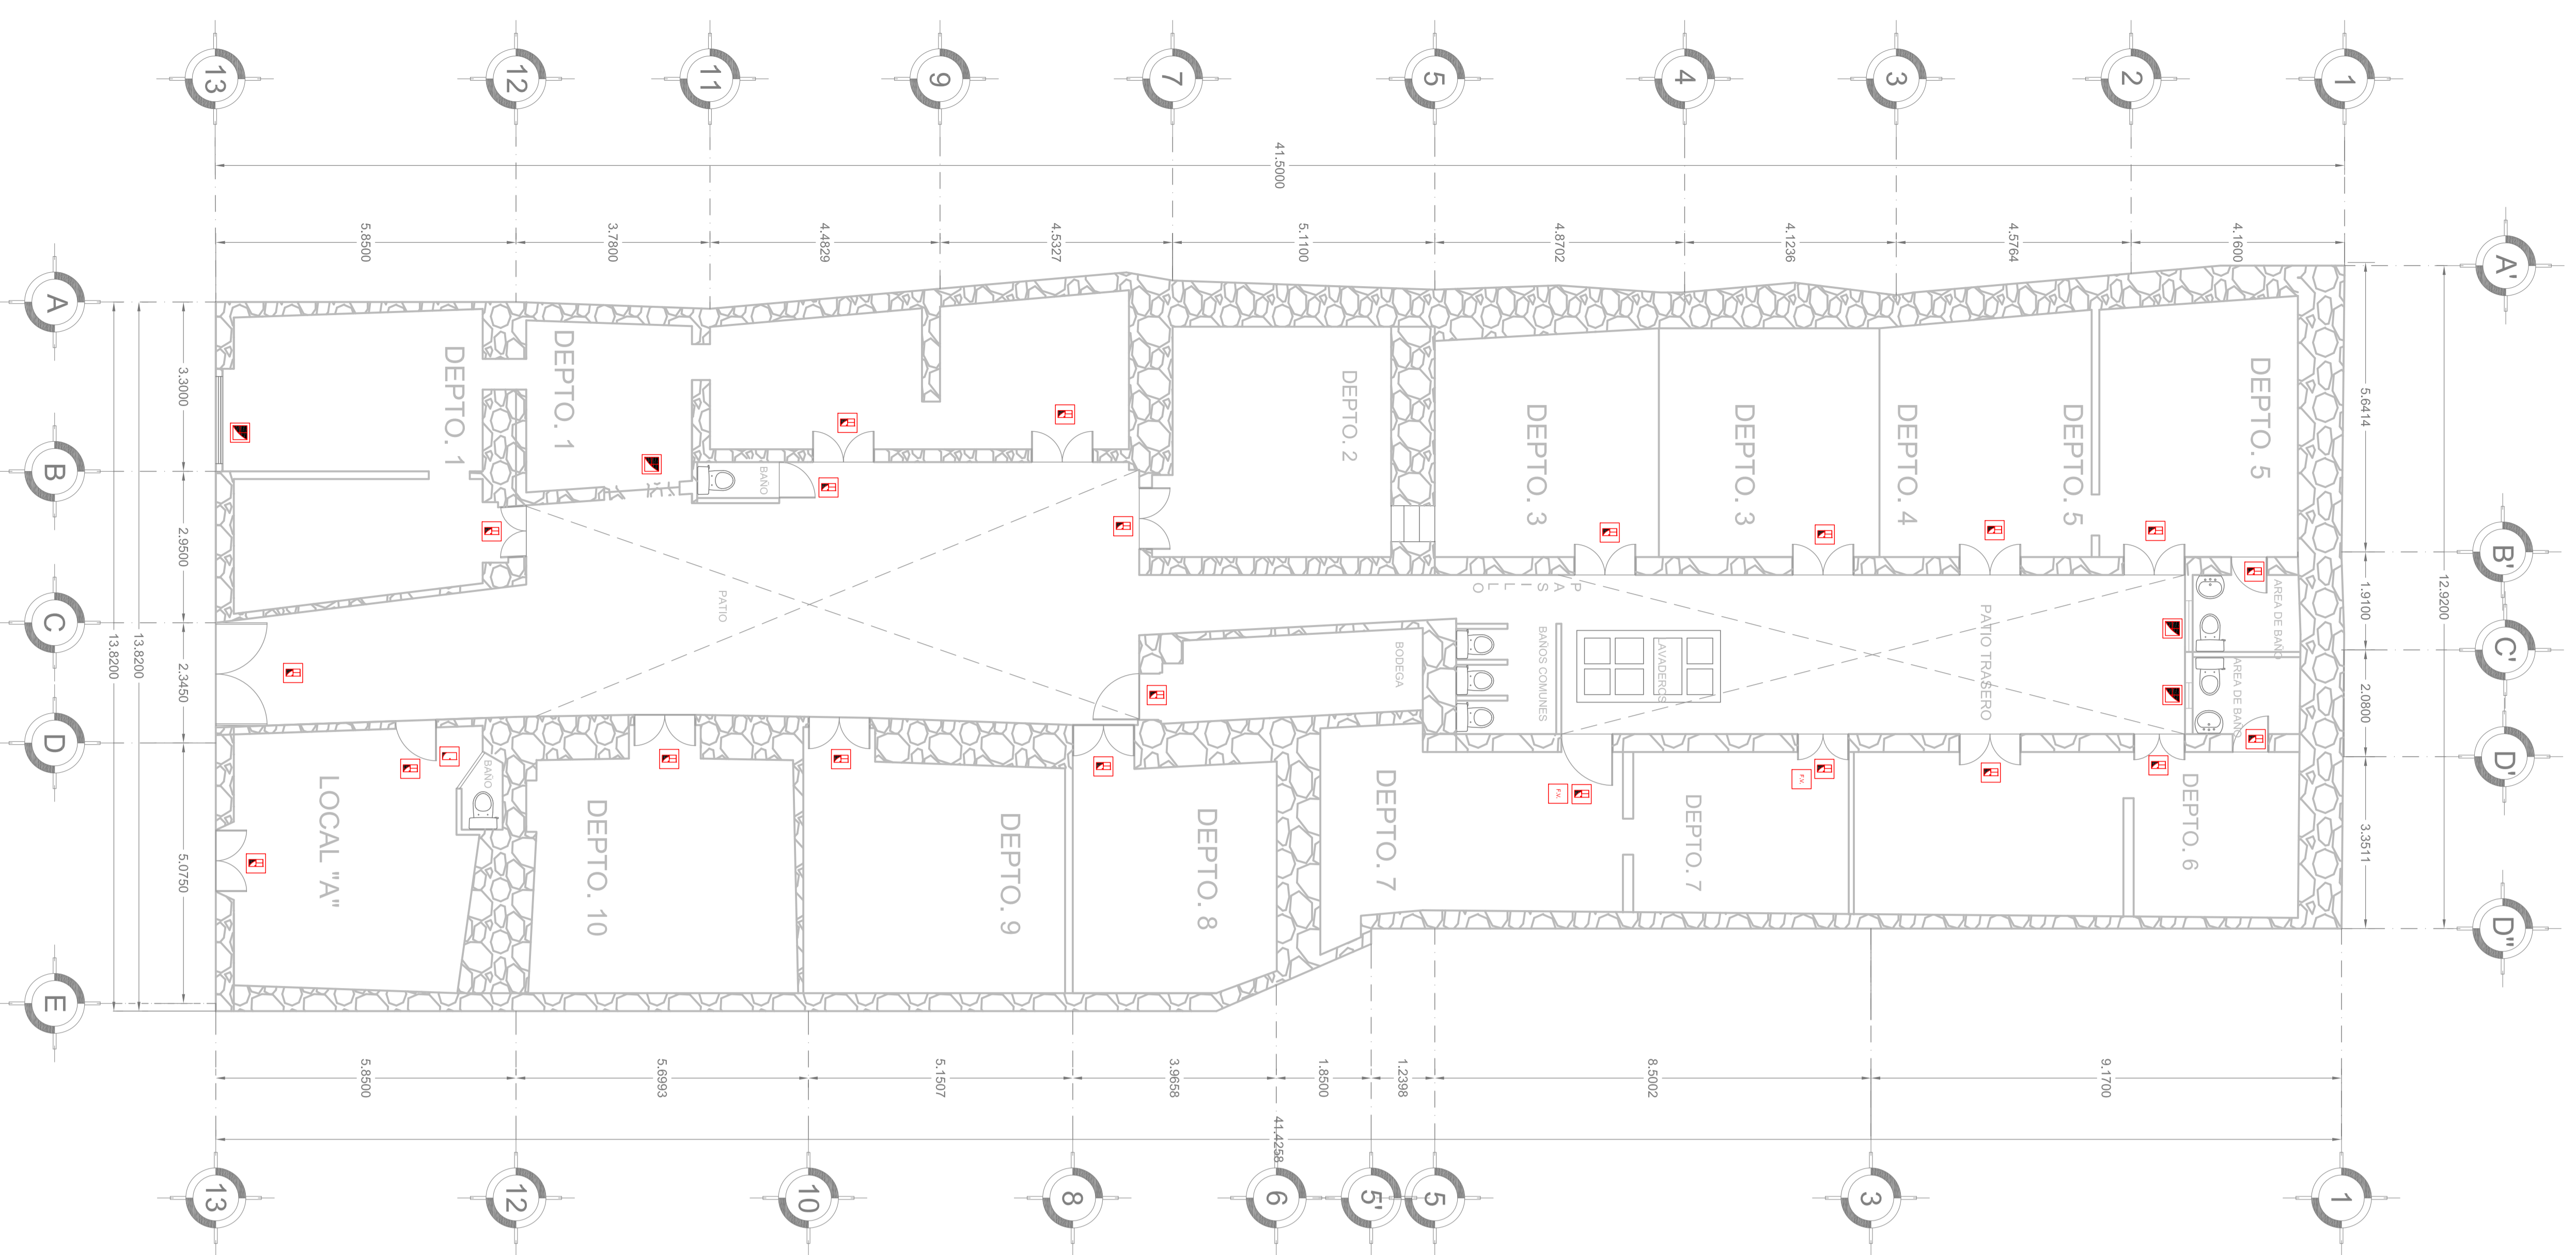 13
12
11
9
7
5
4
3
2
1
41.5000
5.8500
3.7800
4.4829
4.5327
5.1100
4.8702
4.1236
4.5764
4.1600
A
B
C
D
E
A'
B'
C'
D'
D"
13.8200
13.8200
3.3000
2.9500
2.3450
5.0750
12.9200
5.6414
1.9100
2.0800
3.3511
DEPTO. 1
DEPTO. 1
BAÑO
DEPTO. 2
DEPTO. 3
DEPTO. 3
DEPTO. 4
DEPTO. 5
DEPTO. 5
PATIO
PASILLO
BODEGA
BAÑOS COMUNES
AVADEROS
PATIO TRASERO
AREA DE BAÑO
AREA DE BAÑO
LOCAL "A"
BAÑO
DEPTO. 10
DEPTO. 9
DEPTO. 8
DEPTO. 7
F.V.
DEPTO. 7
F.V.
DEPTO. 6
5.8500
5.6993
5.1507
3.9658
1.8500
1.2398
8.5002
9.1700
41.4258
13
12
10
8
6
5'
5
3
1